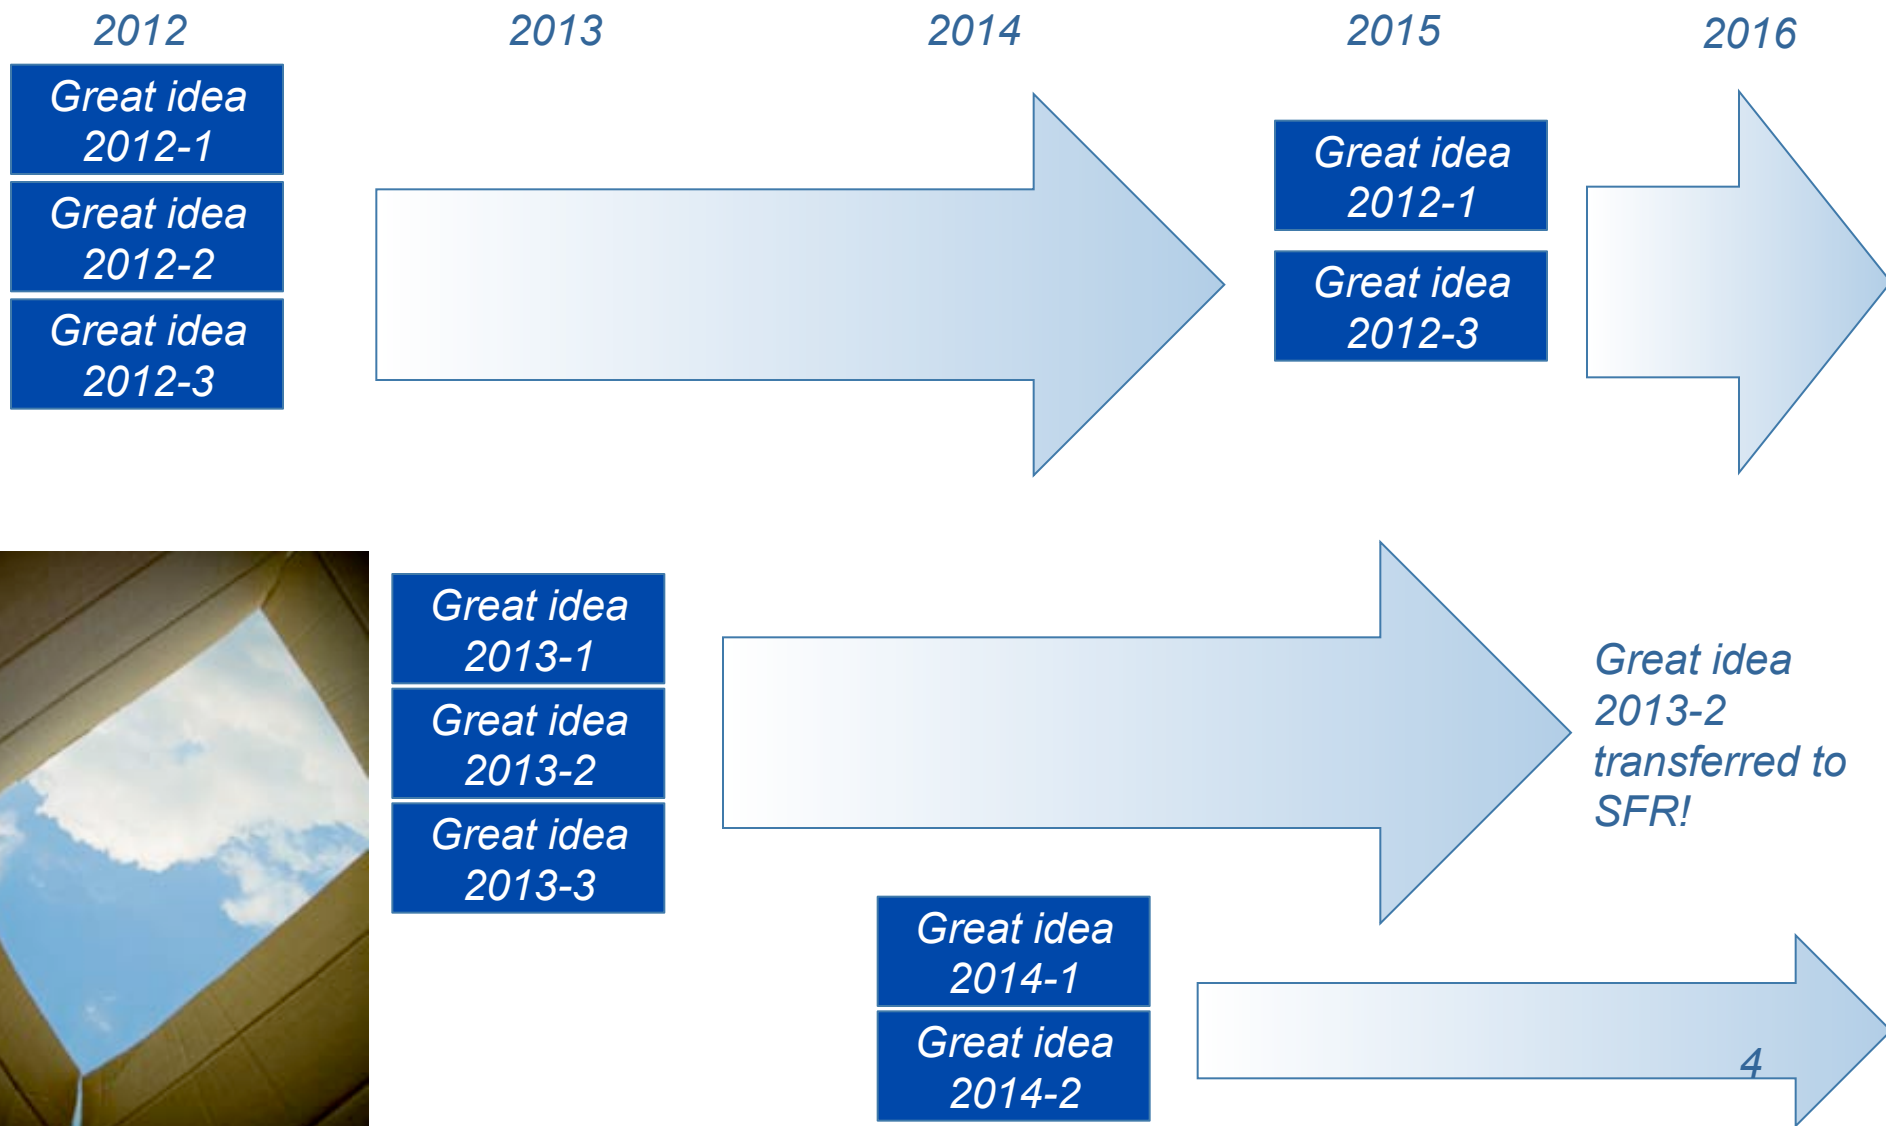 2012
2013
2014
2015
2016
Great idea
2012-1
Great idea
2012-2
Great idea
2012-3
Great idea
2012-1
Great idea
2012-3
Great idea
2013-1
Great idea
2013-2
Great idea
2013-3
Great idea
2013-2
transferred to
SFR!
Great idea
2014-1
Great idea
2014-2
4